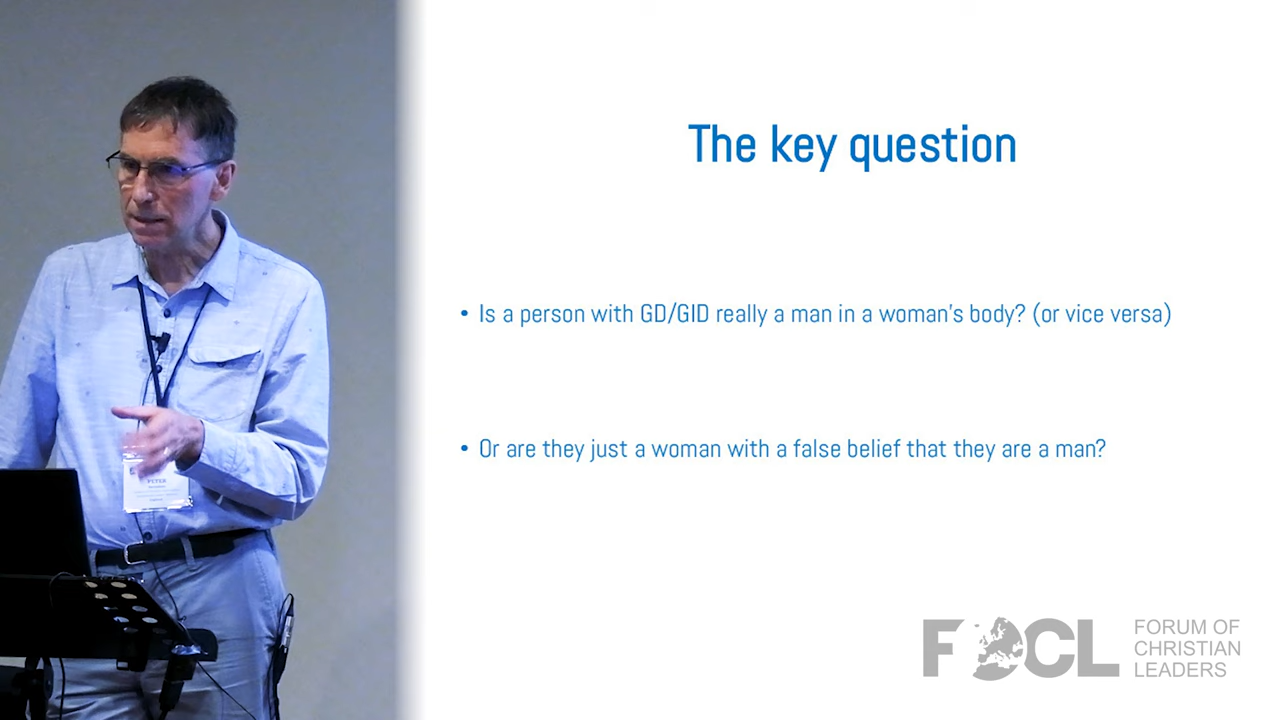 The key question
• Is a person with GD/GID really a man in a woman's body? (or vice versa)
• Or are they just a woman with a false belief that they are a man?
PETER
FOCL
FORUM OF
CHRISTIAN
LEADERS